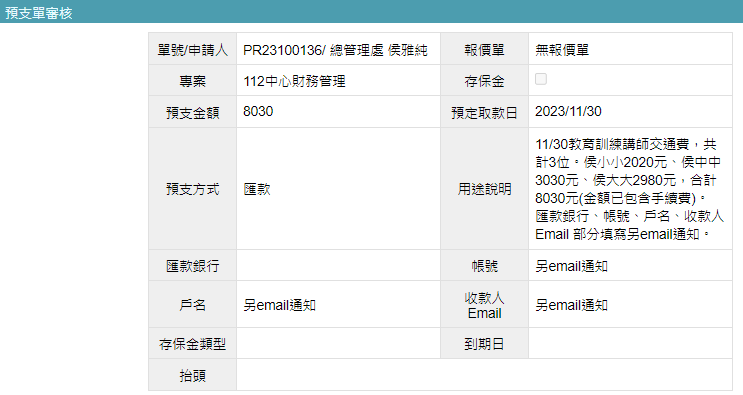 預支單審核
單號/申請人 PR23100136/ 總管理處 侯雅純 報價單 無報價單
專案 112中心財務管理 存保金
預支金額 8030 預定取款日 2023/11/30
預支方式 匯款 用途說明
11/30教育訓練講師交通費，共
計3位。侯小小2020元、侯中中
3030元、侯大大2980元，合計
8030元(金額已包含手續費)。
匯款銀行、帳號、戶名、收款人
Email 部分填寫另email通知。
匯款銀行 帳號 另email通知
戶名 另email通知 收款人
Email 另email通知
存保金類型 到期日
抬頭